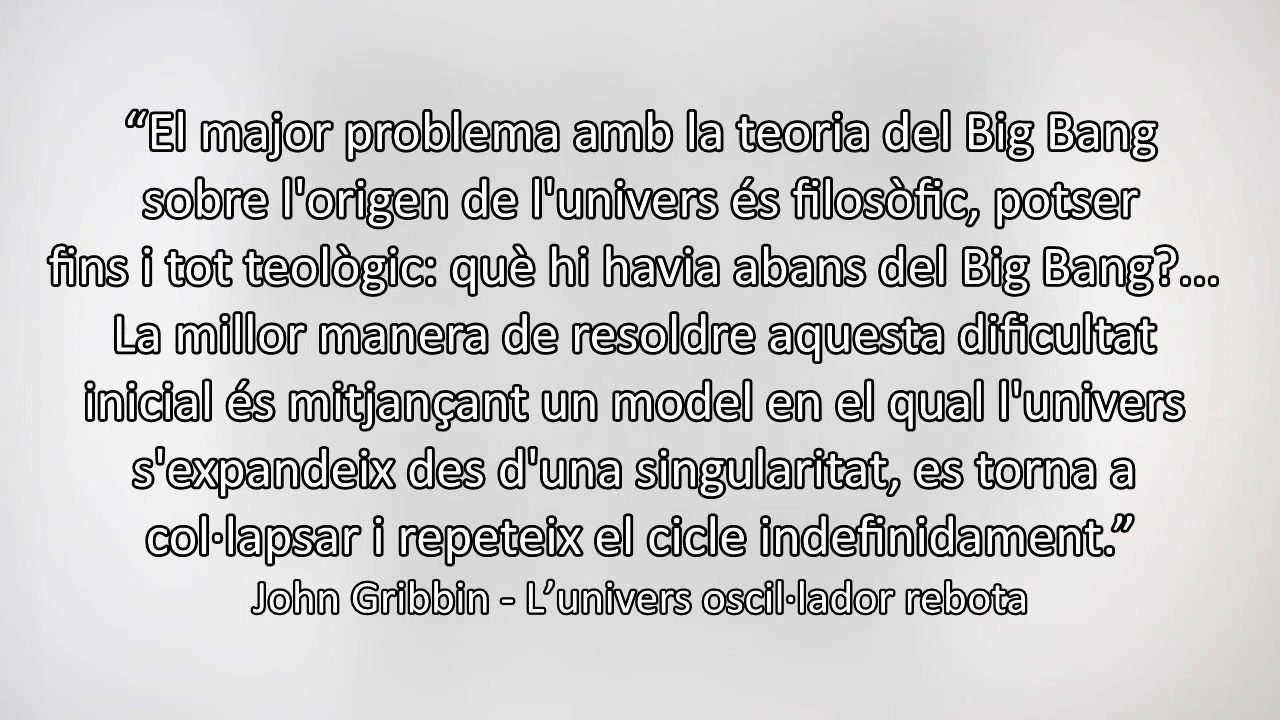 “El major problema amb la teoria del Big Bang
sobre l'origen de l'univers és filosòfic, potser
fins i tot teològic: què hi havia abans del Big Bang?...
La millor manera de resoldre aquesta dificultat
inicial és mitjançant un model en el qual l'univers
s'expandeix des d'una singularitat, es torna a
col·lapsar i repeteix el cicle indefinidament.”
John Gribbin - L’univers oscil·lador rebota